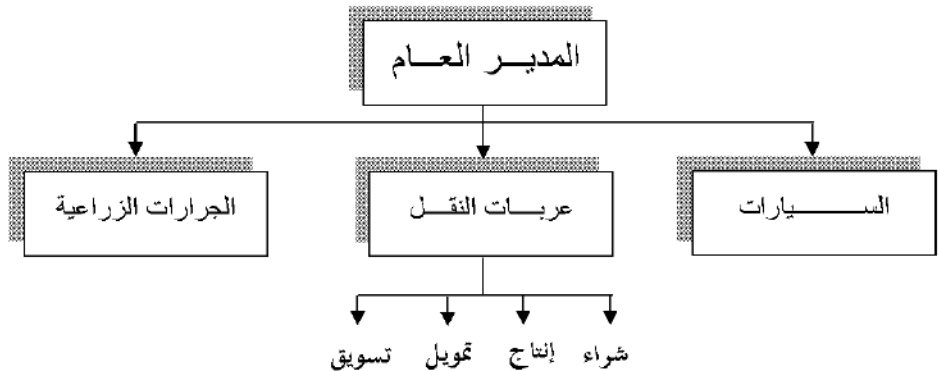 المدير العام
السيارات
عربات النقل
الجرارات الزراعية
شراء
إنتاج
تمويل
تسويق